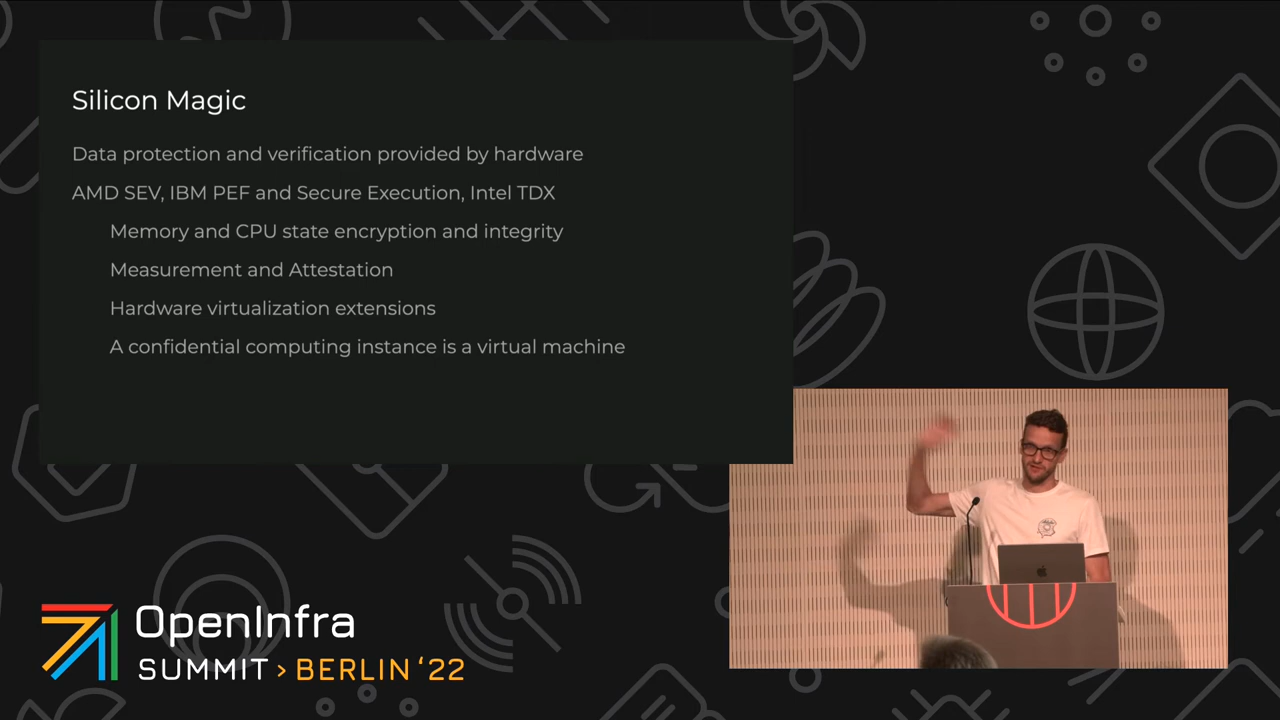 Silicon Magic
Data protection and verification provided by hardware
AMD SEV, IBM PEF and Secure Execution, Intel TDX
Memory and CPU state encryption and integrity
Measurement and Attestation
Hardware virtualization extensions
A confidential computing instance is a virtual machine
OpenInfra
SUMMIT > BERLIN ‘22